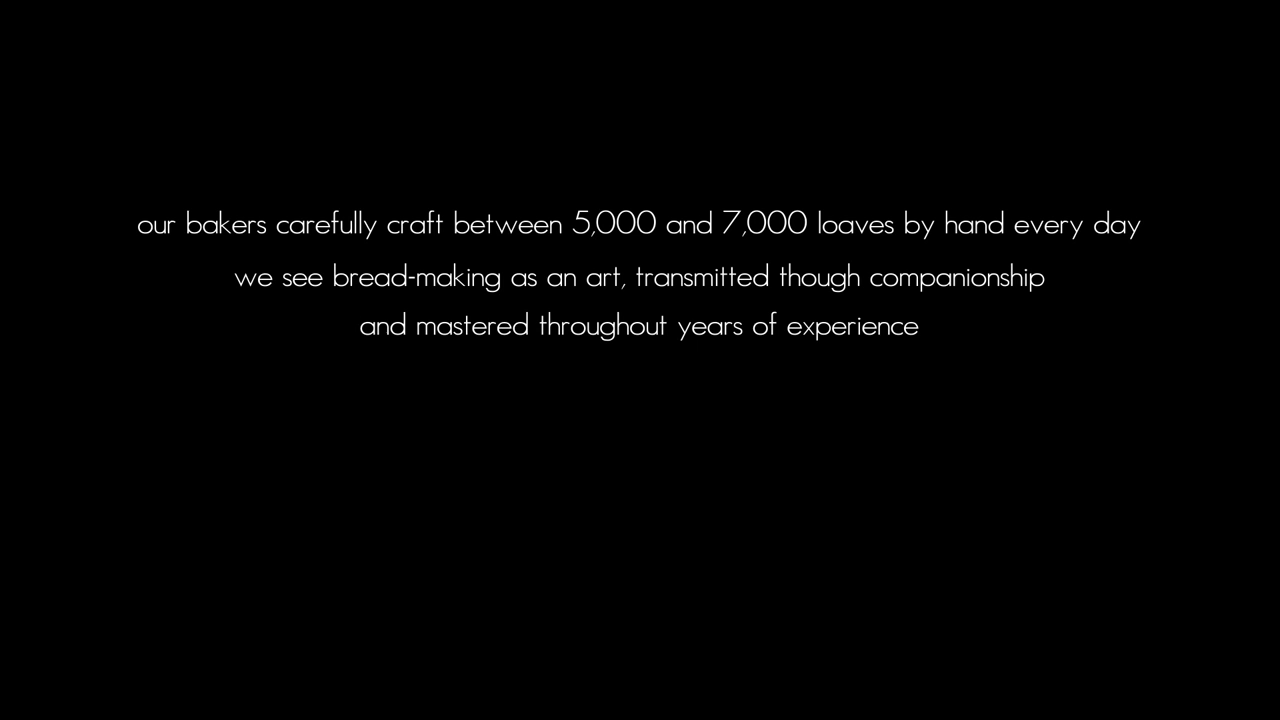 our bakers carefully craft between 5,000 and 7,000 loaves by hand every day
we see bread-making as an art, transmitted though companionship
and mastered throughout years of experience